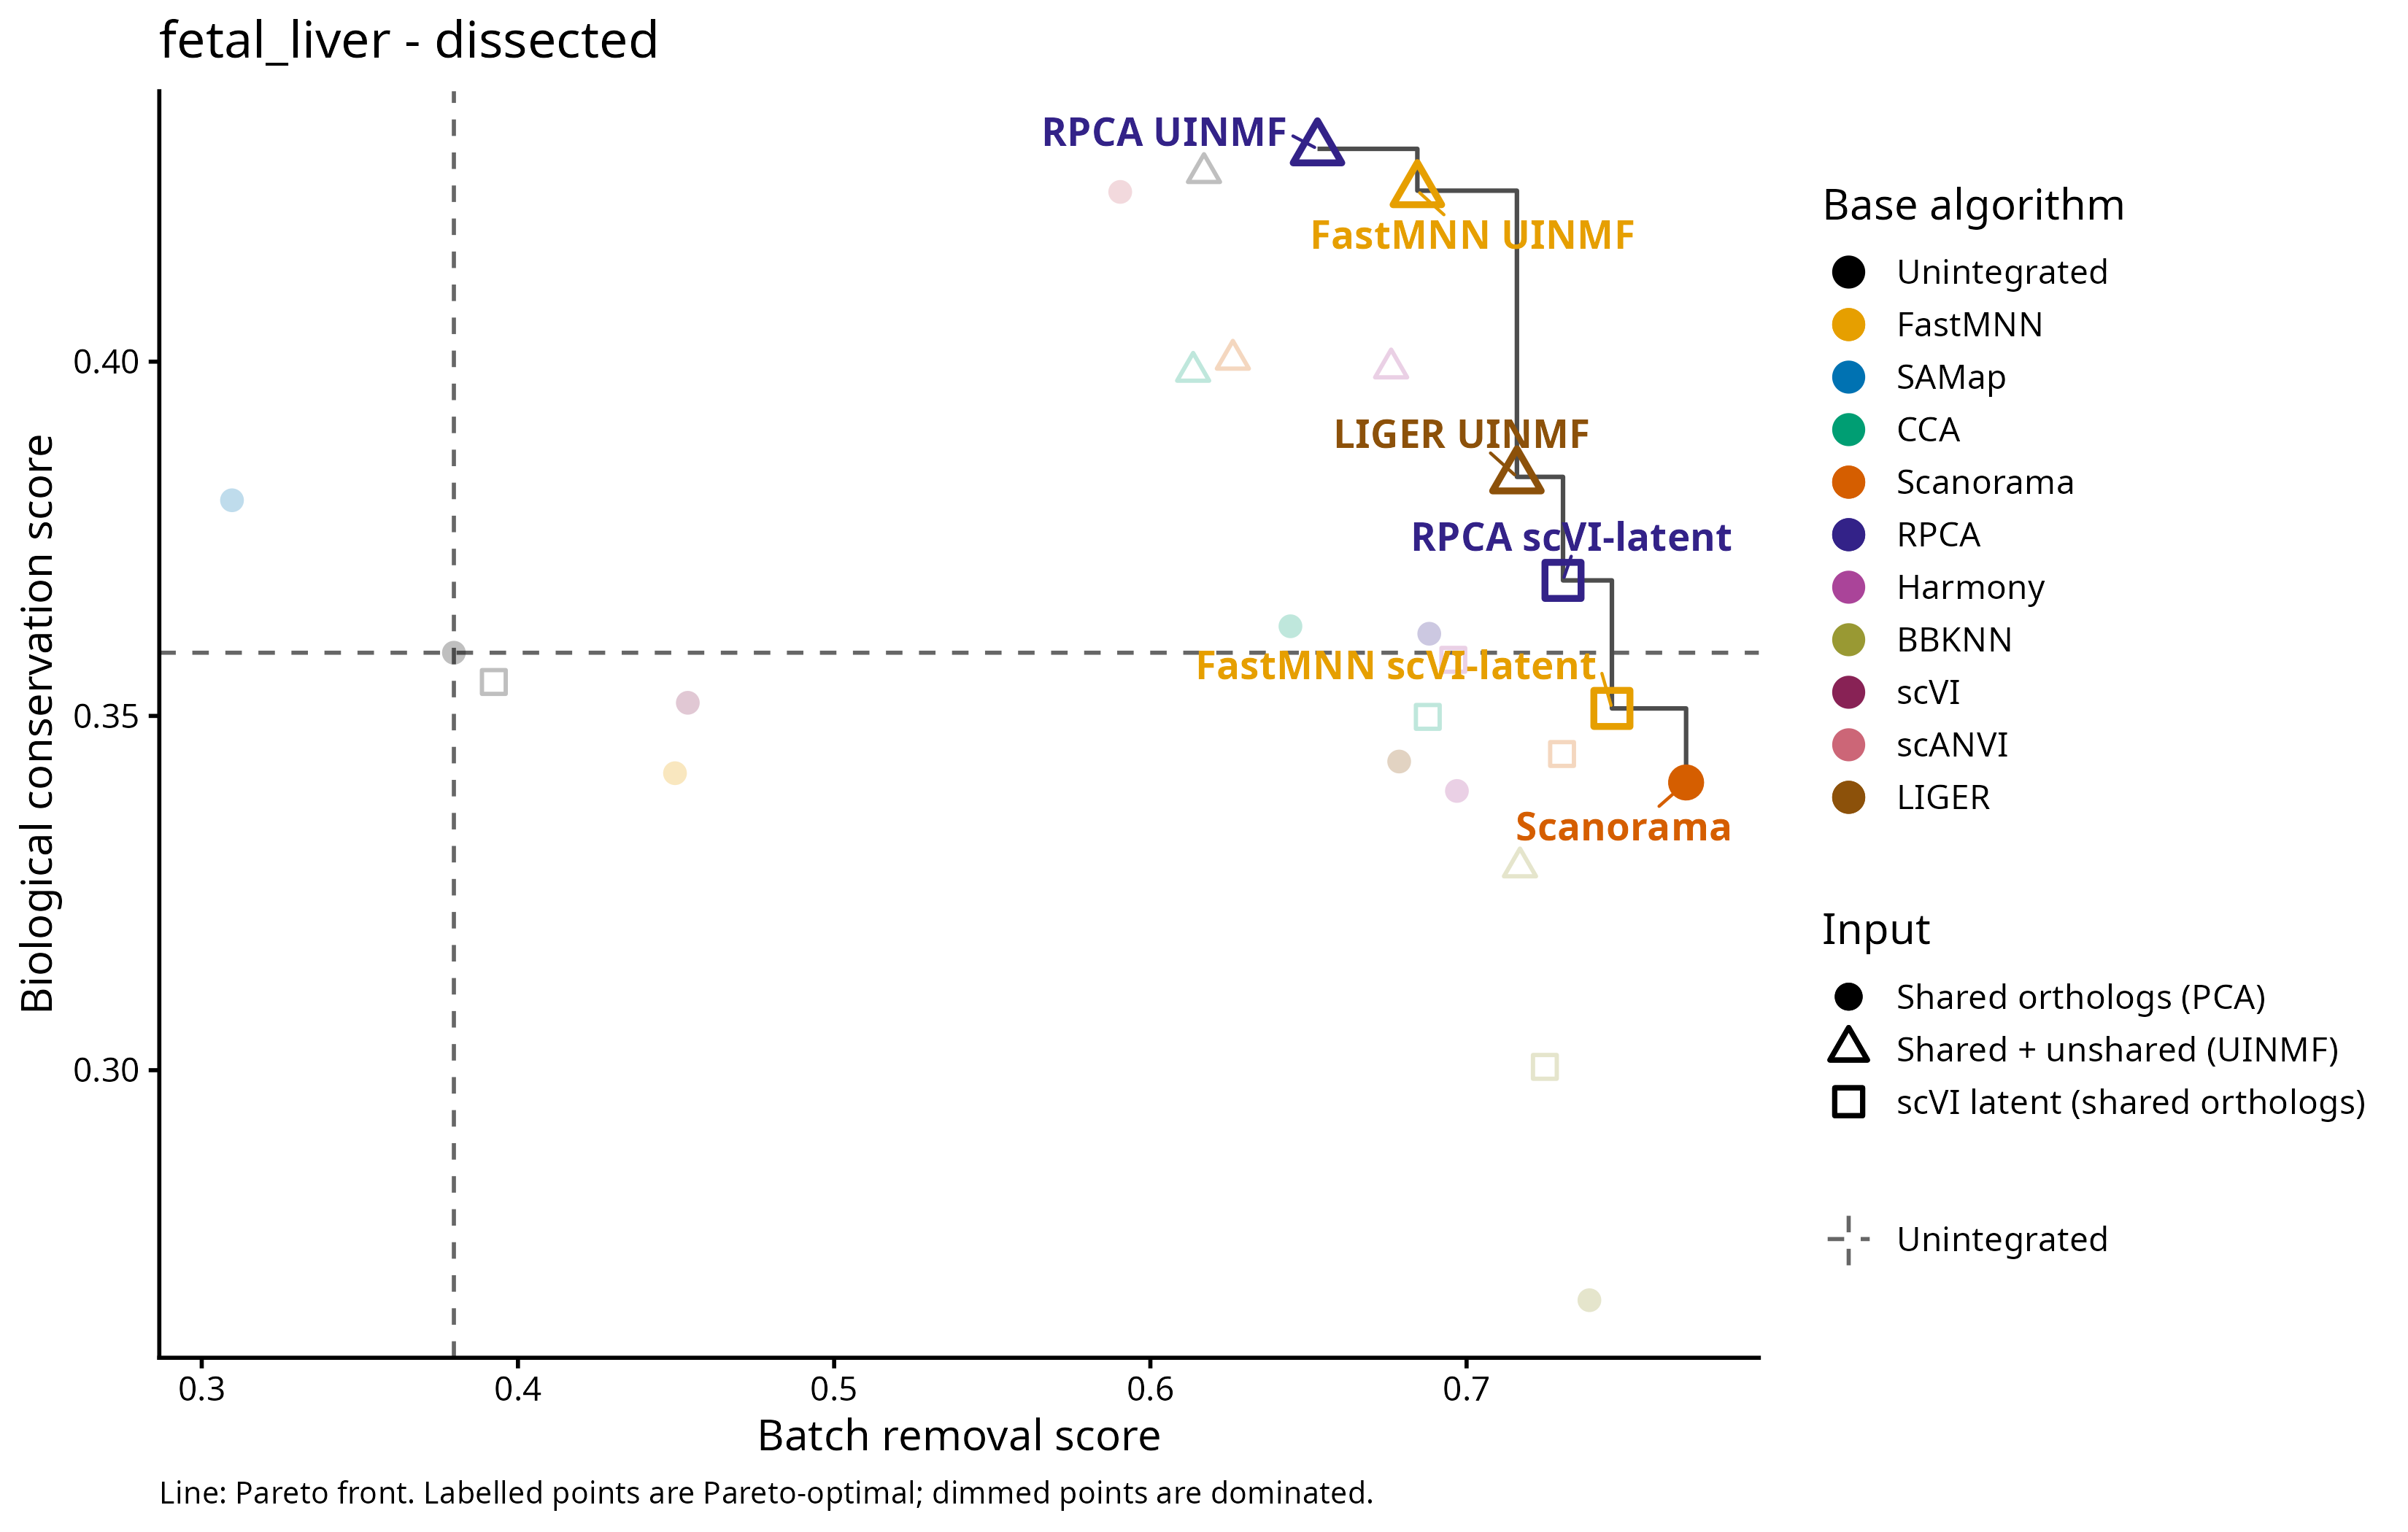 fetal_liver - dissected
RPCA UINMF
FastMNN UINMF
LIGER UINMF
RPCA scVI-latent
FastMNN scVI-latent
Scanorama
Biological conservation score
0.40
0.35
0.30
0.3
0.4
0.5
0.6
0.7
Batch removal score
Line: Pareto front. Labelled points are Pareto-optimal; dimmed points are dominated.
Base algorithm
Unintegrated
FastMNN
SAMap
CCA
Scanorama
RPCA
Harmony
BBKNN
scVI
scANVI
LIGER
Input
Shared orthologs (PCA)
Shared + unshared (UINMF)
scVI latent (shared orthologs)
Unintegrated